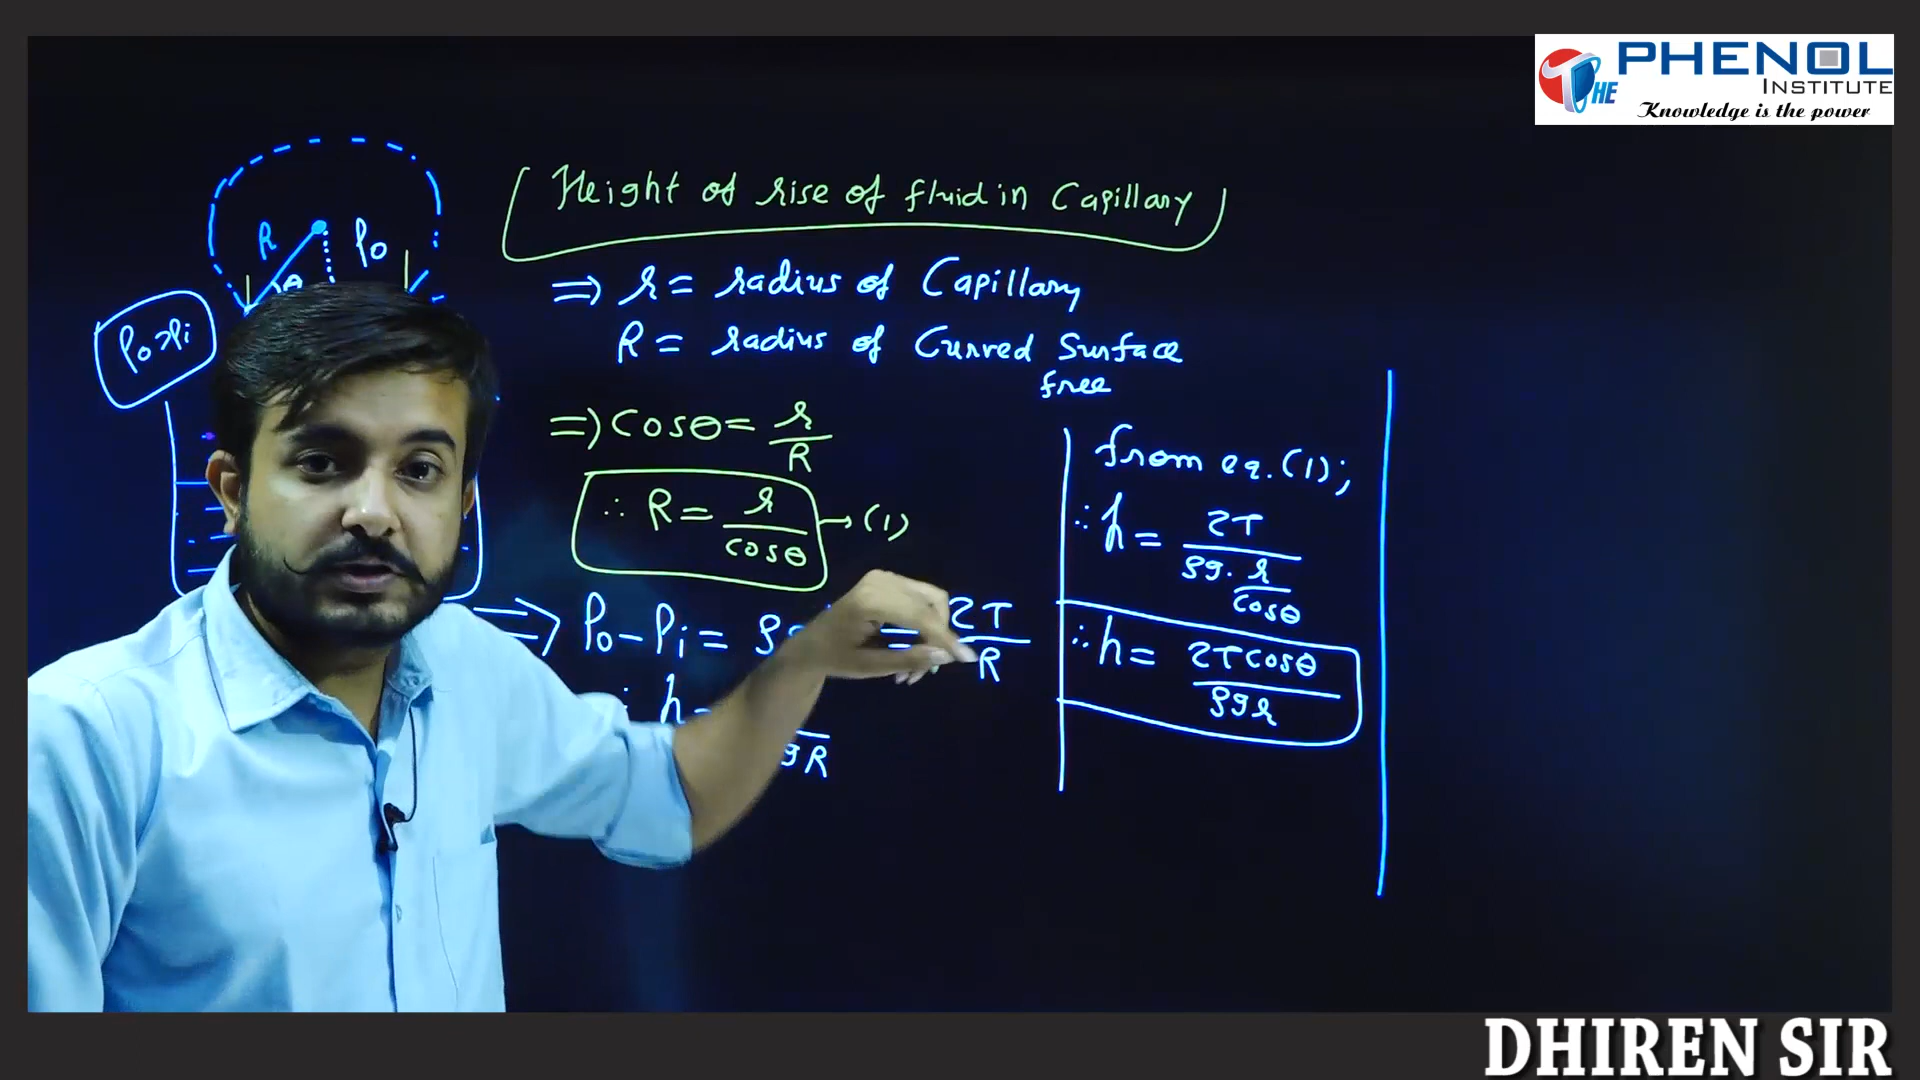 THE PHENOL
INSTITUTE
Knowledge is the power
Height of rise of fluid in Capillary
R
P₀
θ
P₀>Pᵢ
⇒ r = radius of Capillary
R = radius of Curved Surface
free
⇒ Cosθ = r/R
∴ R = r/cosθ → (1)
⇒ P₀ - Pᵢ = ρg = 2T/R
h = gR
from eq. (1);
∴ h = 2T/ρg.r/cosθ
∴ h = 2Tcosθ/ρgr
DHIREN SIR